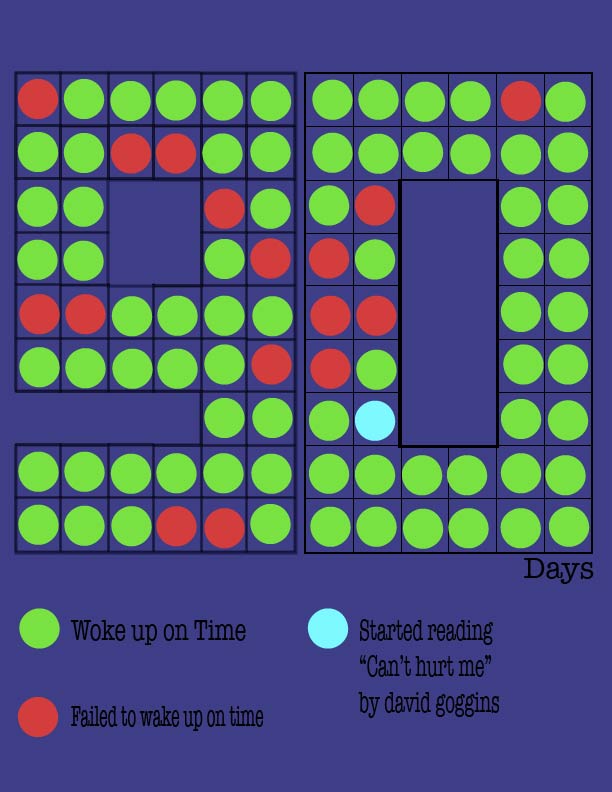 Days
Woke up on Time
Failed to wake up on time
Started reading
“Can’t hurt me”
by david goggins